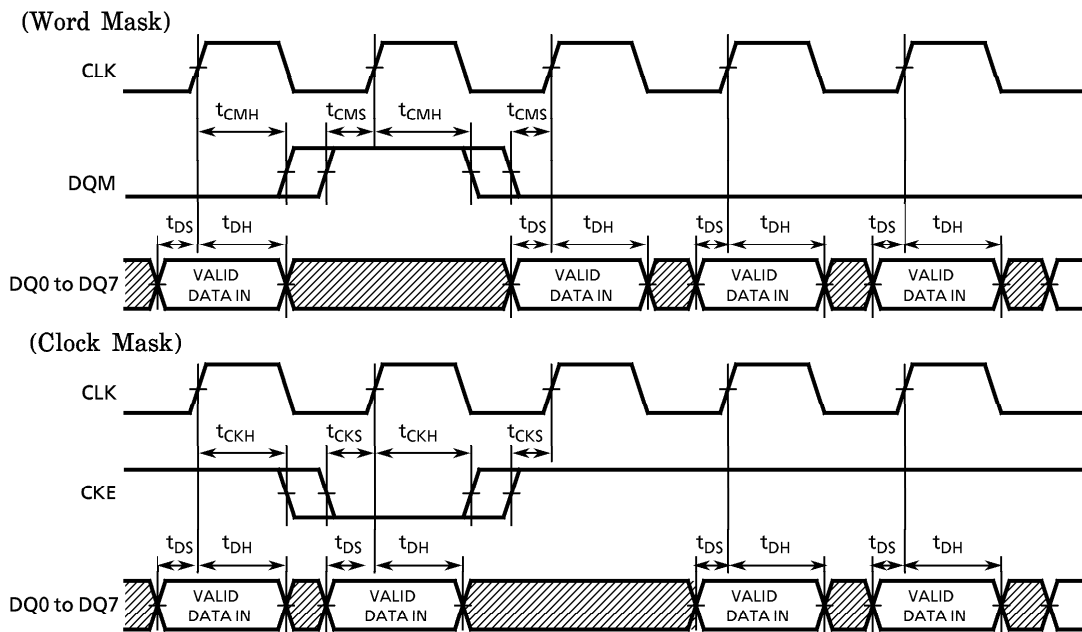 (Word Mask)
CLK
tCMH tCMS tCMH tCMS
DQM
tDS tDH tDS tDH tDS tDH tDS tDH
DQ0 to DQ7
VALID DATA IN
VALID DATA IN
VALID DATA IN
VALID DATA IN
(Clock Mask)
CLK
tCKH tCKS tCKH tCKS
CKE
tDS tDH tDS tDH tDS tDH tDS tDH
DQ0 to DQ7
VALID DATA IN
VALID DATA IN
VALID DATA IN
VALID DATA IN